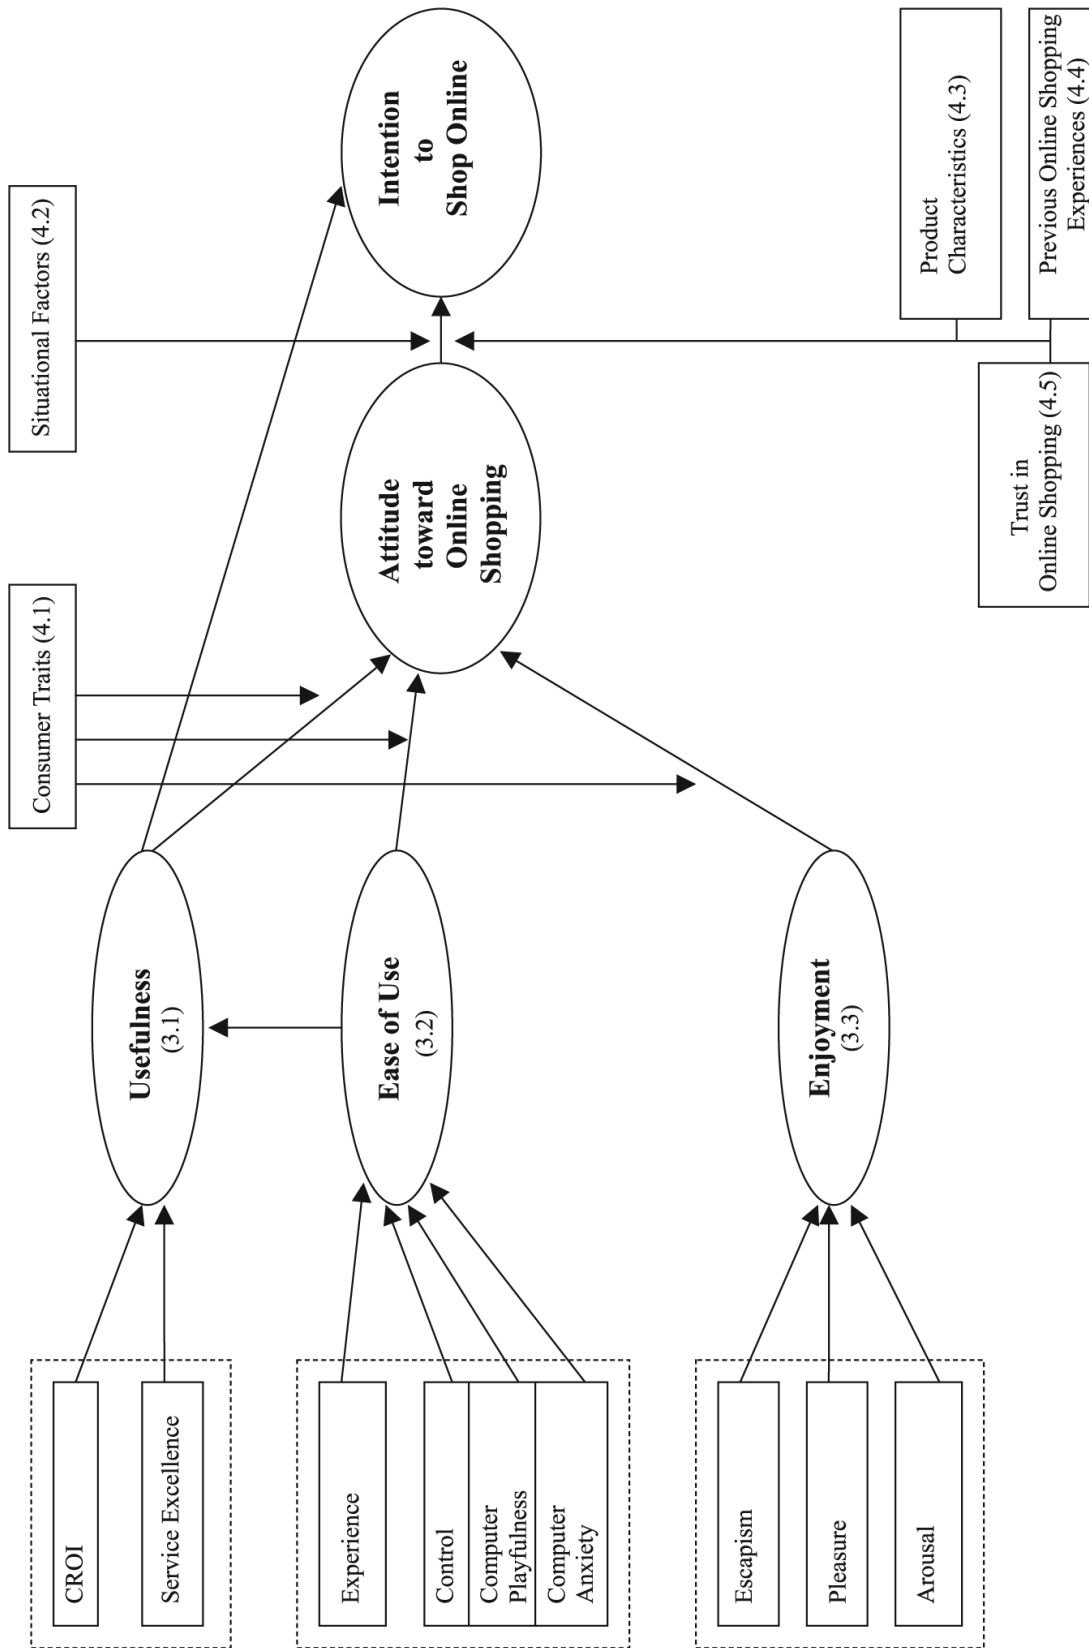 CROI
Service Excellence
Experience
Control
Computer
Playfulness
Computer
Anxiety
Escapism
Pleasure
Arousal
Usefulness
(3.1)
Ease of Use
(3.2)
Enjoyment
(3.3)
Consumer Traits (4.1)
Attitude
toward
Online
Shopping
Situational Factors (4.2)
Intention
to
Shop Online
Product
Characteristics (4.3)
Previous Online Shopping
Experiences (4.4)
Trust in
Online Shopping (4.5)